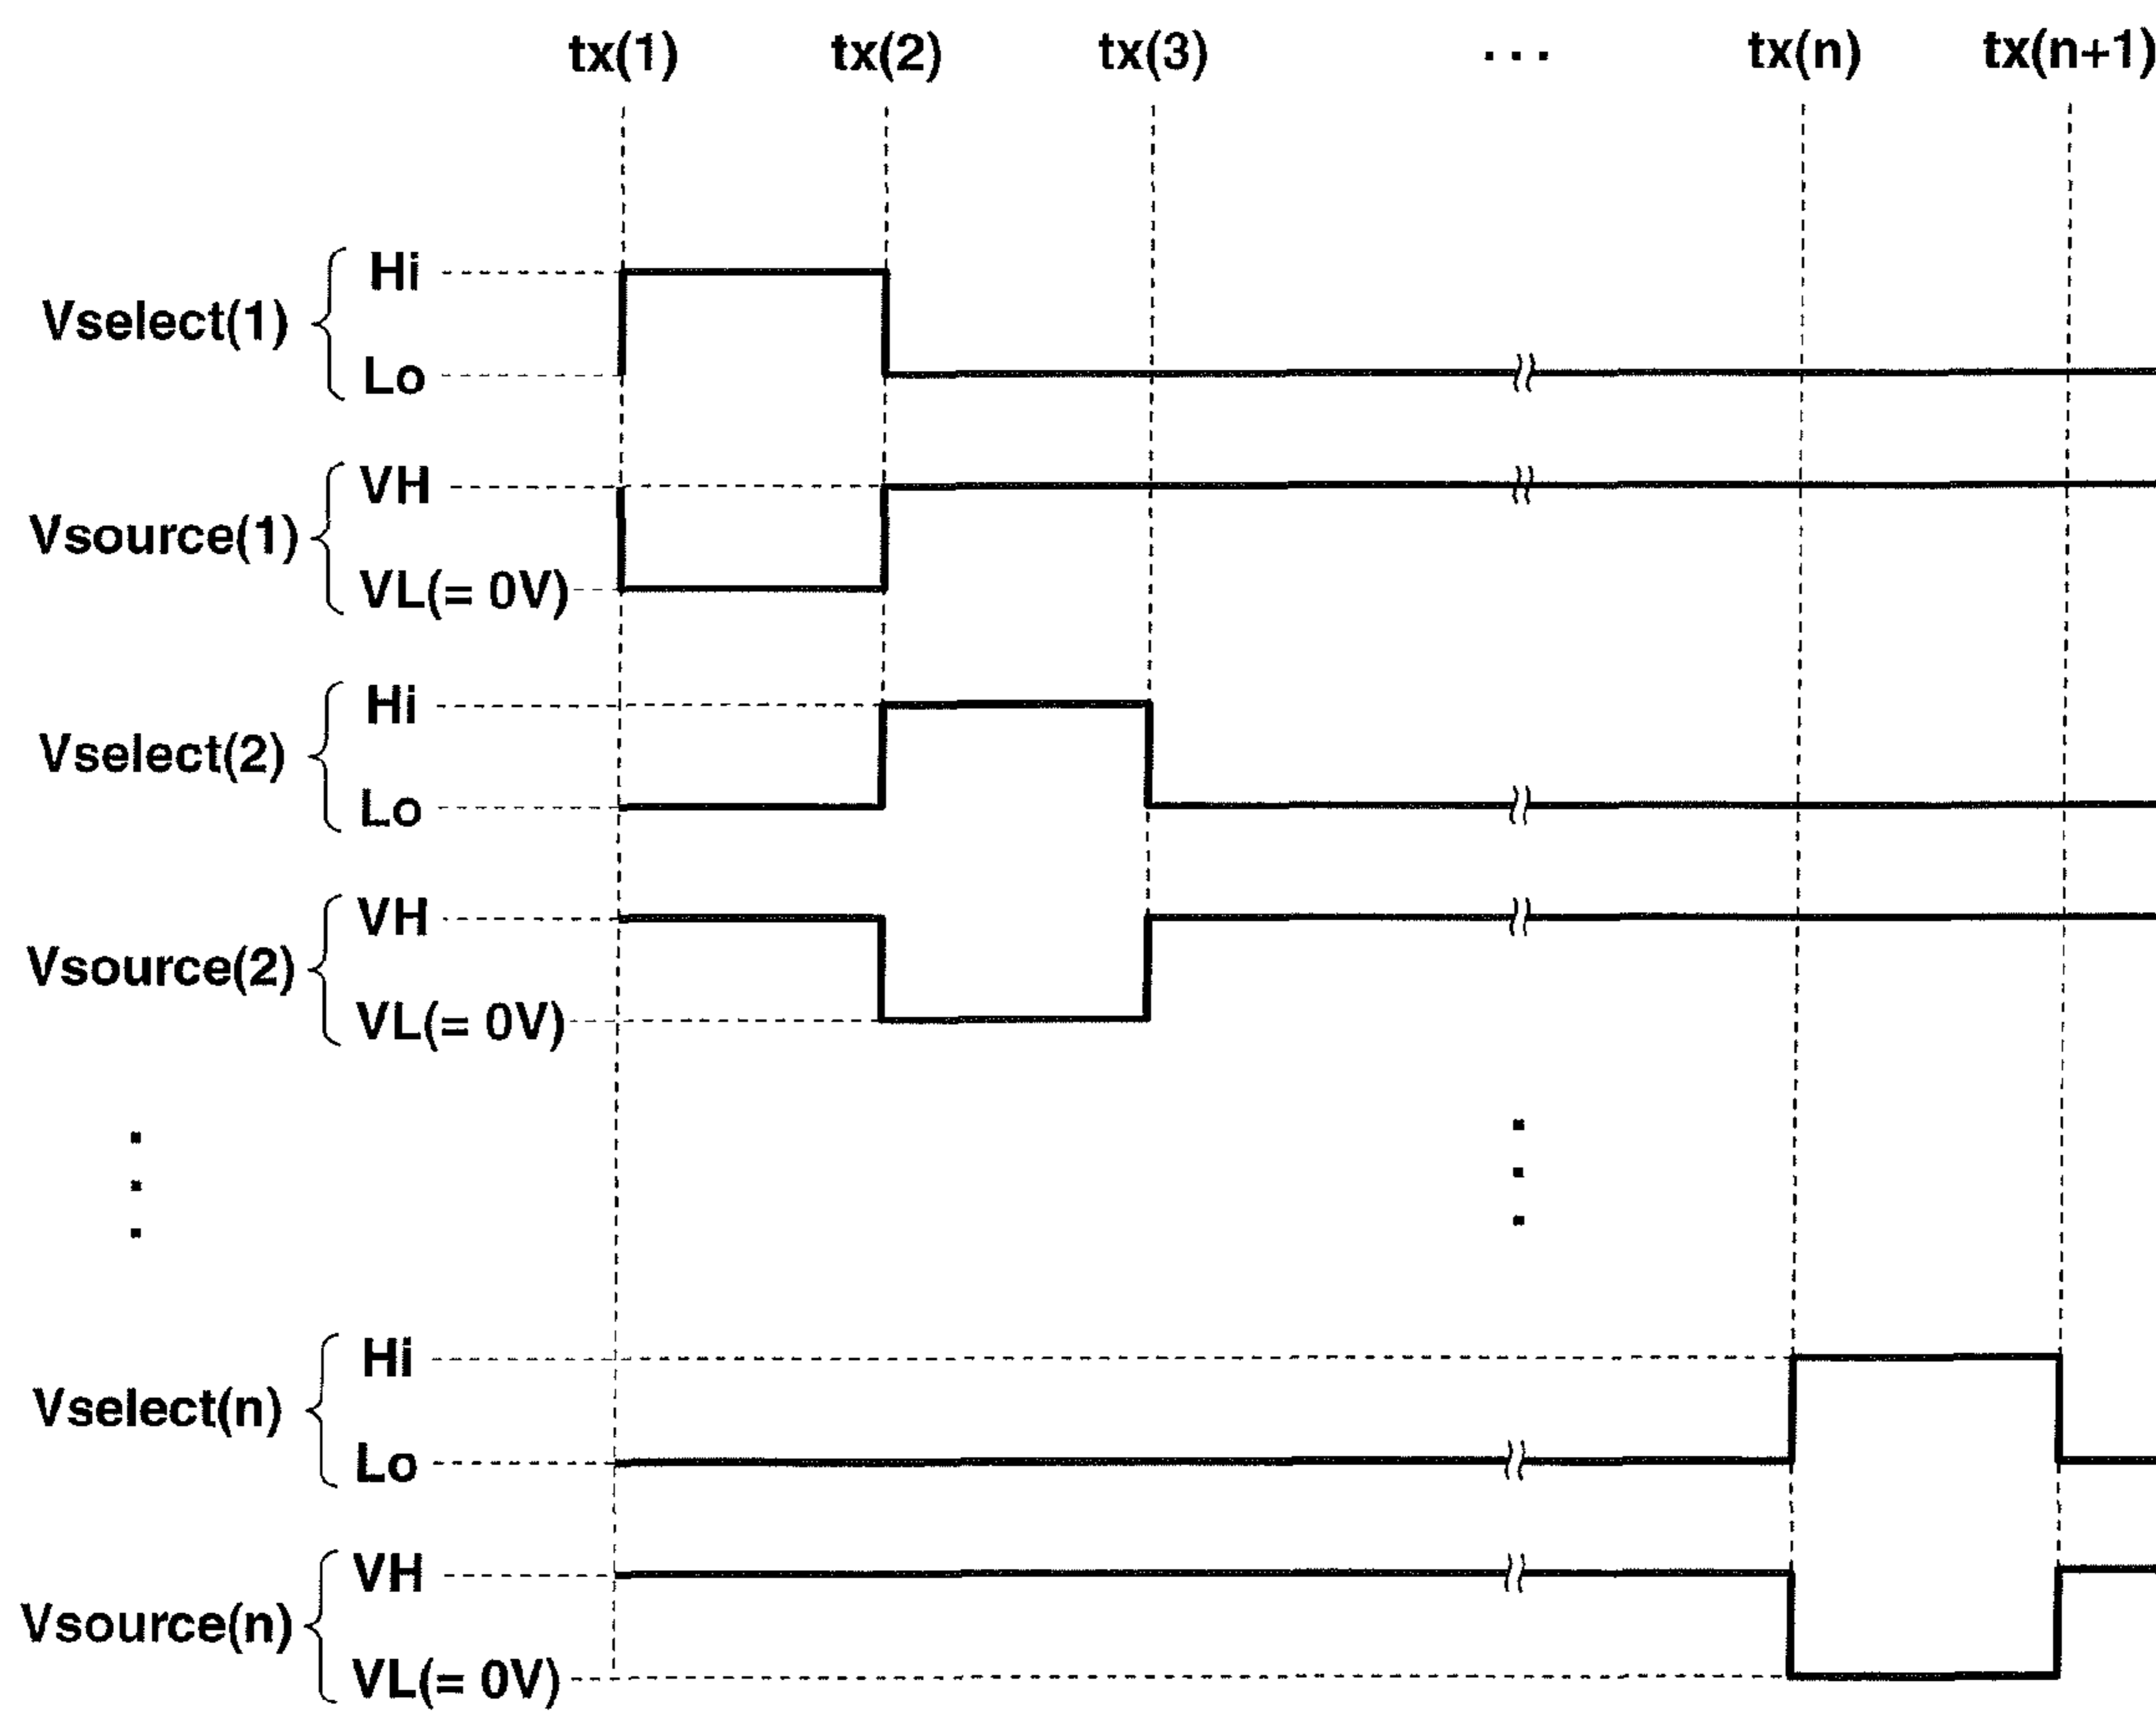 tx(1) tx(2) tx(3) ... tx(n) tx(n+1)
Hi
Vselect(1)
Lo
VH
Vsource(1)
VL(= 0V)
Hi
Vselect(2)
Lo
VH
Vsource(2)
VL(= 0V)
Hi
Vselect(n)
Lo
VH
Vsource(n)
VL(= 0V)